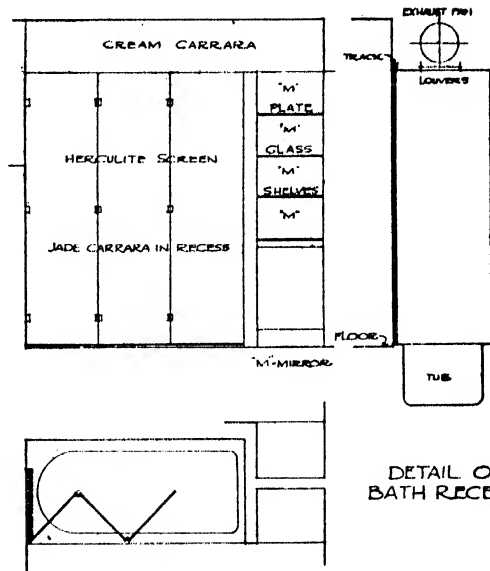 CREAM CARRARA
EXHAUST FAN
TRACK
LOUVERS
"M"
PLATE
"M"
GLASS
"M"
SHELVES
"M"
HERCULITE SCREEN
JADE CARRARA IN RECESS
FLOOR
"M"-MIRROR
TUB
DETAIL O
BATH RECE